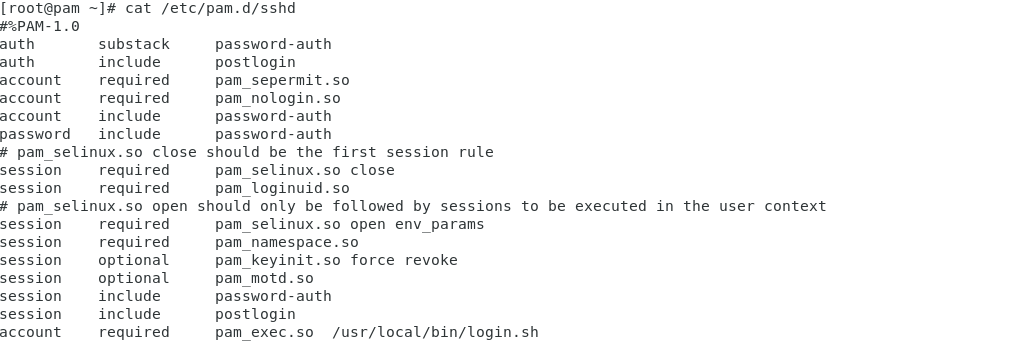 [root@pam ~]# cat /etc/pam.d/sshd
#%PAM-1.0
auth       substack     password-auth
auth       include      postlogin
account    required     pam_sepermit.so
account    required     pam_nologin.so
account    include      password-auth
password   include      password-auth
# pam_selinux.so close should be the first session rule
session    required     pam_selinux.so close
session    required     pam_loginuid.so
# pam_selinux.so open should only be followed by sessions to be executed in the user context
session    required     pam_selinux.so open env_params
session    required     pam_namespace.so
session    optional     pam_keyinit.so force revoke
session    optional     pam_motd.so
session    include      password-auth
session    include      postlogin
account    required     pam_exec.so  /usr/local/bin/login.sh